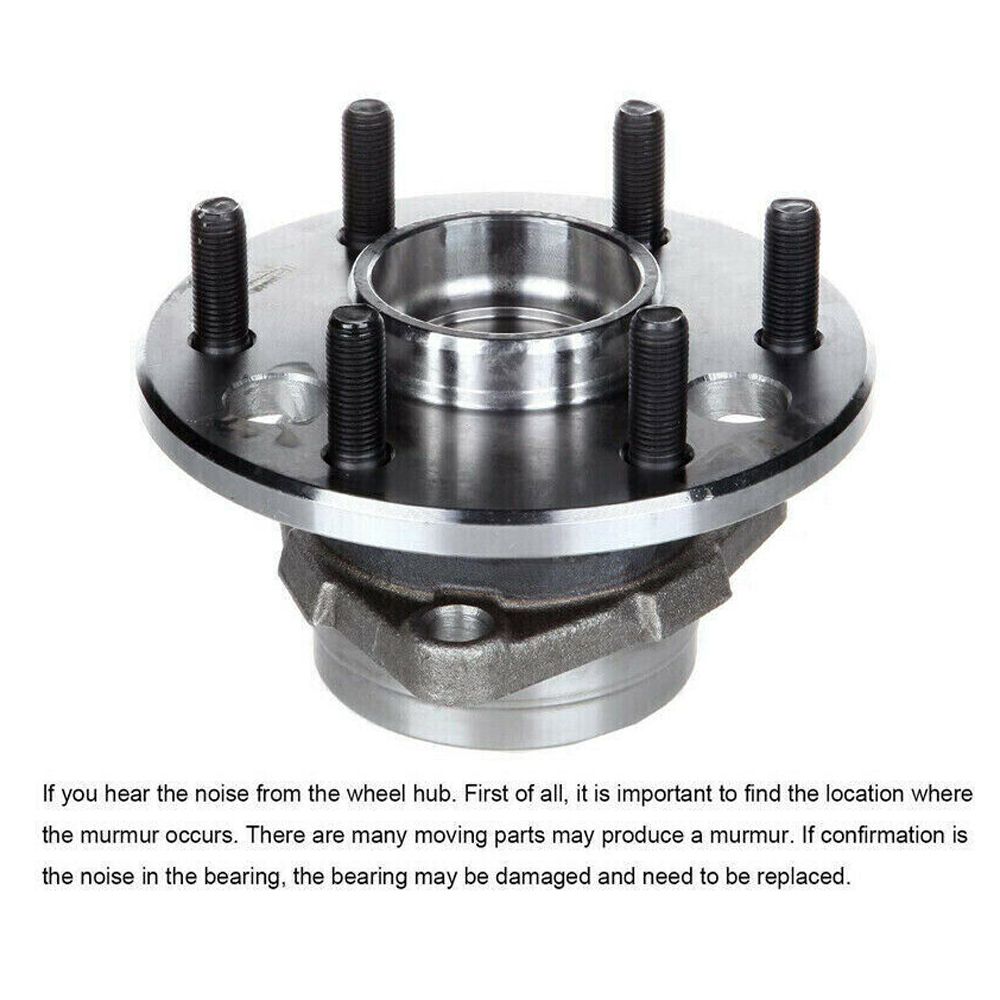 If you hear the noise from the wheel hub. First of all, it is important to find the location where
the murmur occurs. There are many moving parts may produce a murmur. If confirmation is
the noise in the bearing, the bearing may be damaged and need to be replaced.